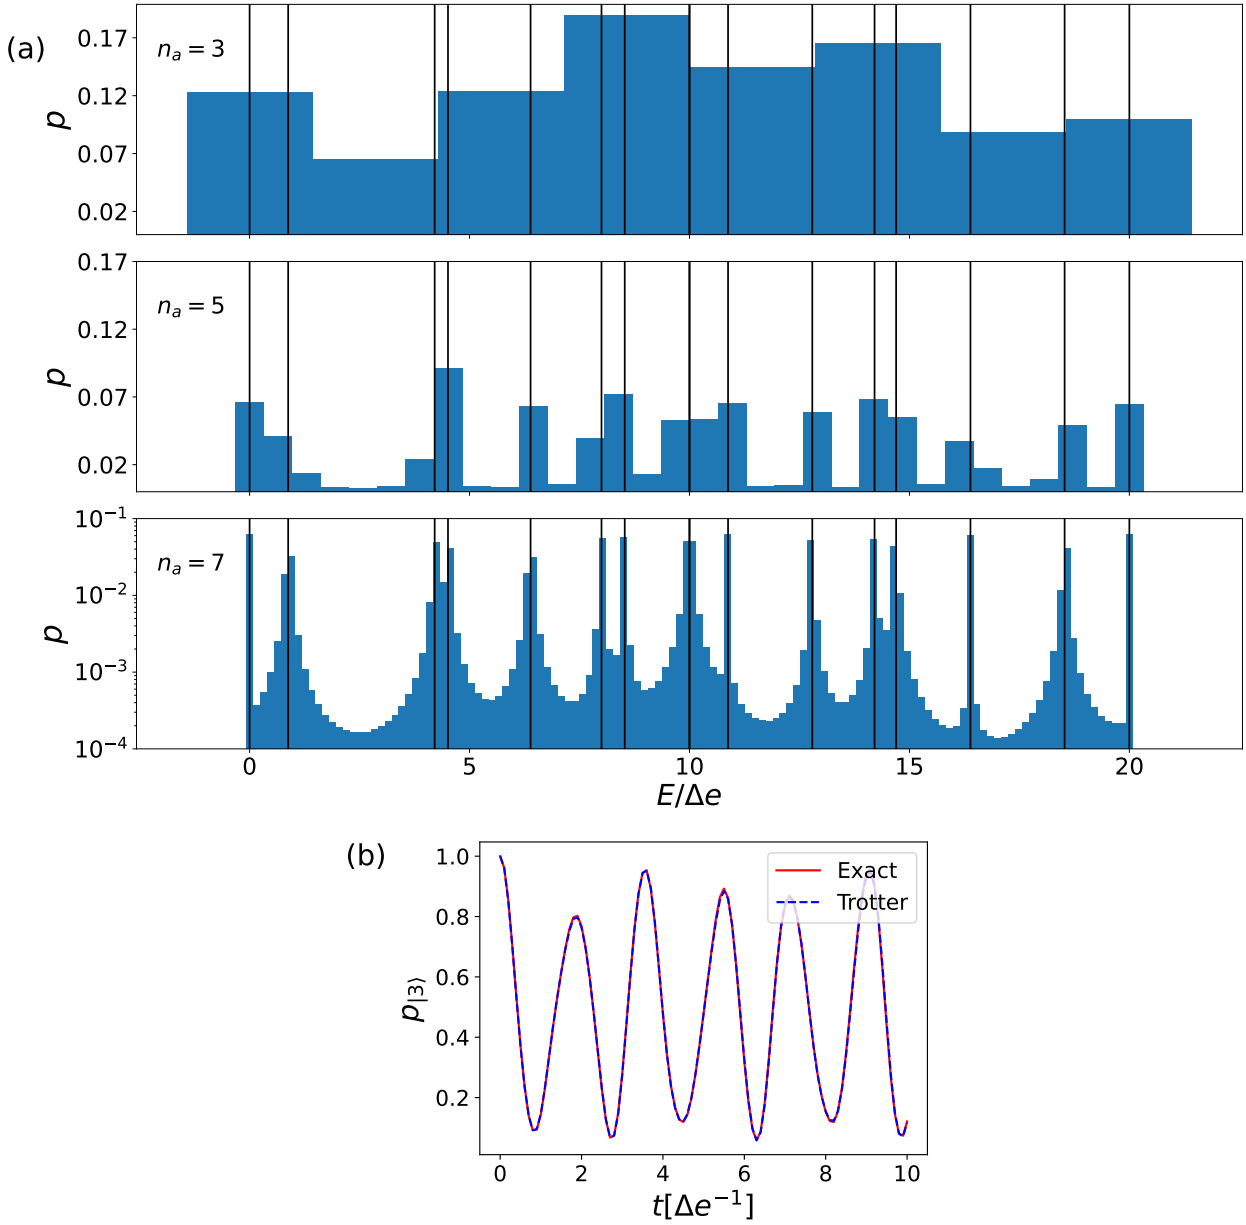 (a)
n_a = 3
0.17
0.12
0.07
0.02
p
n_a = 5
0.17
0.12
0.07
0.02
p
n_a = 7
10^{-1}
10^{-2}
10^{-3}
10^{-4}
p
0 5 10 15 20
E/Δe
(b)
Exact
Trotter
1.0
0.8
0.6
0.4
0.2
p_{|3⟩}
0 2 4 6 8 10
t[Δe^{-1}]